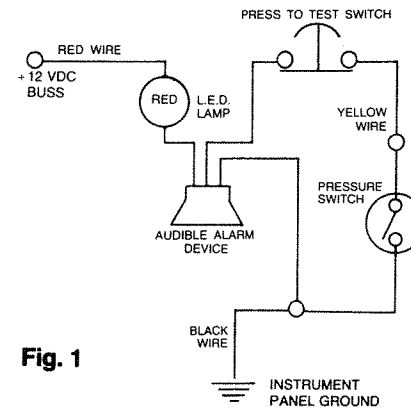 PRESS TO TEST SWITCH
RED WIRE
+ 12 VDC
BUSS
RED
L.E.D.
LAMP
YELLOW
WIRE
PRESSURE
SWITCH
AUDIBLE ALARM
DEVICE
BLACK
WIRE
Fig. 1
INSTRUMENT
PANEL GROUND